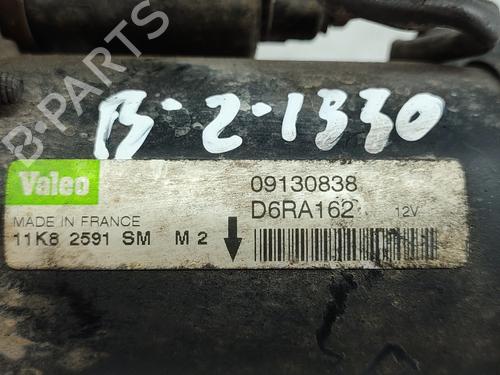 B-PARTS
B-2-1330
Valeo
09130838
MADE IN FRANCE
D6RA162 12V
11K8 2591 SM M 2